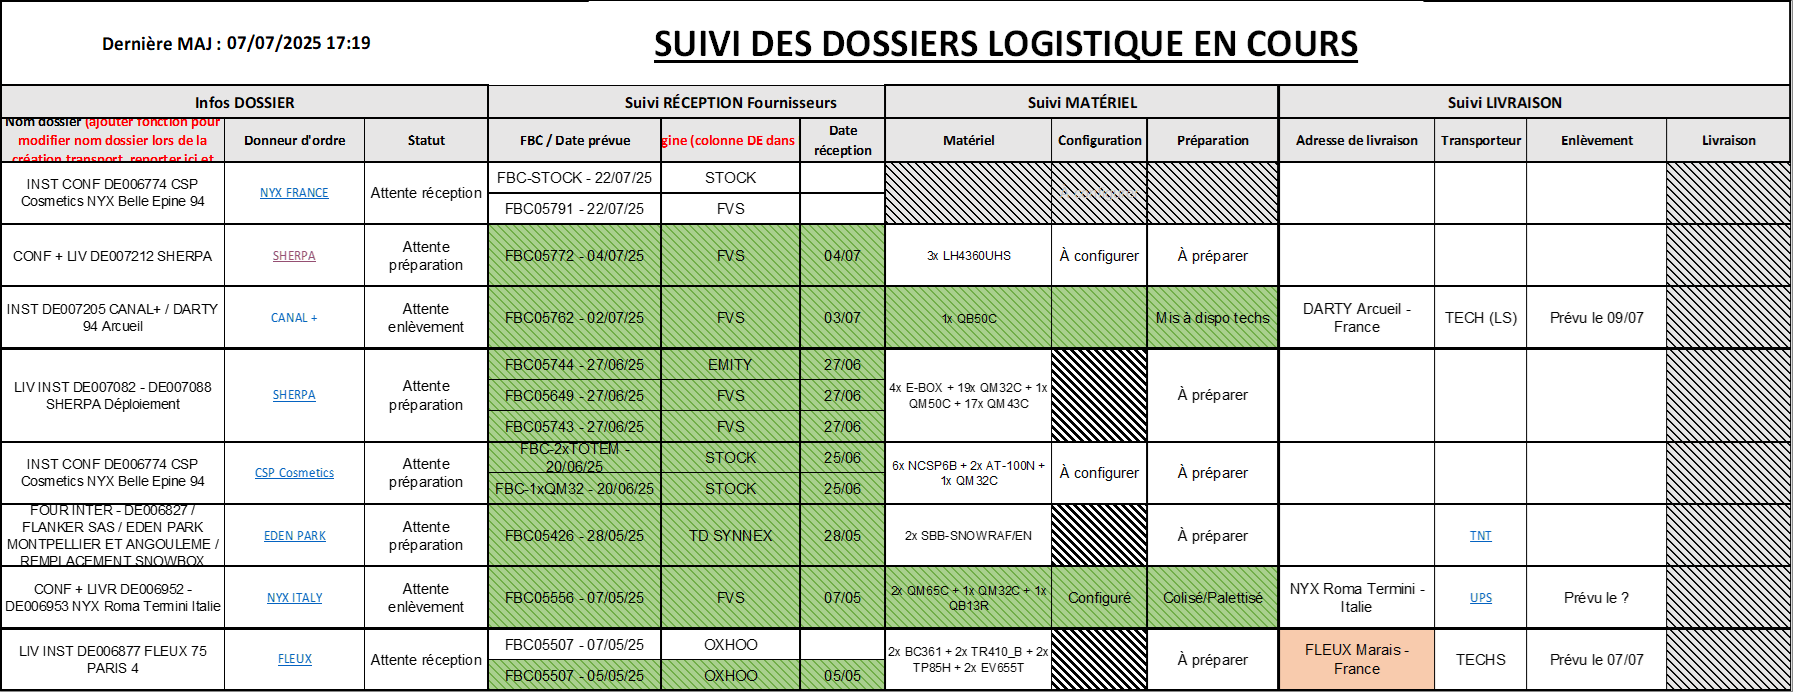 Dernière MAJ : 07/07/2025 17:19
SUIVI DES DOSSIERS LOGISTIQUE EN COURS
Infos DOSSIER
Suivi RÉCEPTION Fournisseurs
Suivi MATÉRIEL
Suivi LIVRAISON
Nom dossier (ajouter fonction pour
modifier nom dossier lors de la
création transport, reporter ici et
Donneur d'ordre
Statut
FBC / Date prévue
gine (colonne DE dans
Date
réception
Matériel
Configuration
Préparation
Adresse de livraison
Transporteur
Enlèvement
Livraison
INST CONF DE006774 CSP
Cosmetics NYX Belle Epine 94
NYX FRANCE
Attente réception
FBC-STOCK - 22/07/25
STOCK
FBC05791 - 22/07/25
FVS
CONF + LIV DE007212 SHERPA
SHERPA
Attente
préparation
FBC05772 - 04/07/25
FVS
04/07
3x LH4360UHS
À configurer
À préparer
INST DE007205 CANAL+ / DARTY
94 Arcueil
CANAL +
Attente
enlèvement
FBC05762 - 02/07/25
FVS
03/07
1x QB50C
Mis à dispo techs
DARTY Arcueil -
France
TECH (LS)
Prévu le 09/07
LIV INST DE007082 - DE007088
SHERPA Déploiement
SHERPA
Attente
préparation
FBC05744 - 27/06/25
EMITY
27/06
FBC05649 - 27/06/25
FVS
27/06
FBC05743 - 27/06/25
FVS
27/06
4x E-BOX + 19x QM32C + 1x
QM50C + 17x QM43C
À préparer
INST CONF DE006774 CSP
Cosmetics NYX Belle Epine 94
CSP Cosmetics
Attente
préparation
FBC-2xTOTEM -
20/06/25
STOCK
25/06
FBC-1xQM32 - 20/06/25
STOCK
25/06
6x NCSP6B + 2x AT-100N +
1x QM32C
À configurer
À préparer
FOUR INTER - DE006827 /
FLANKER SAS / EDEN PARK
MONTPELLIER ET ANGOULEME /
REMPLACEMENT SNOWBOX
EDEN PARK
Attente
préparation
FBC05426 - 28/05/25
TD SYNNEX
28/05
2x SBB-SNOWRAF/EN
À préparer
TNT
CONF + LIVR DE006952 -
DE006953 NYX Roma Termini Italie
NYX ITALY
Attente
enlèvement
FBC05556 - 07/05/25
FVS
07/05
2x QM65C + 1x QM32C + 1x
QB13R
Configuré
Colisé/Palettisé
NYX Roma Termini -
Italie
UPS
Prévu le ?
LIV INST DE006877 FLEUX 75
PARIS 4
FLEUX
Attente réception
FBC05507 - 07/05/25
OXHOO
FBC05507 - 05/05/25
OXHOO
05/05
2x BC361 + 2x TR410_B + 2x
TP85H + 2x EV655T
À préparer
FLEUX Marais -
France
TECHS
Prévu le 07/07